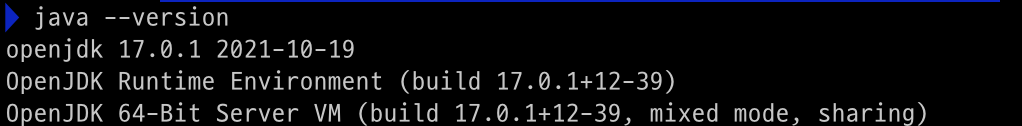 java --version
openjdk 17.0.1 2021-10-19
OpenJDK Runtime Environment (build 17.0.1+12-39)
OpenJDK 64-Bit Server VM (build 17.0.1+12-39, mixed mode, sharing)